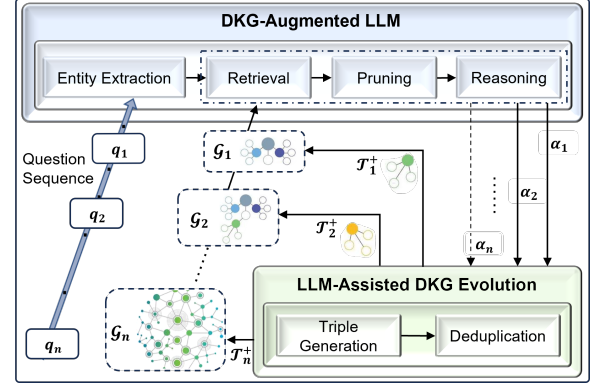 DKG-Augmented LLM
Entity Extraction
Retrieval
Pruning
Reasoning
Question
Sequence
q₁
q₂
qₙ
𝒢₁
𝒢₂
𝒢ₙ
𝒯₁⁺
𝒯₂⁺
𝒯ₙ⁺
α₁
α₂
αₙ
LLM-Assisted DKG Evolution
Triple
Generation
Deduplication